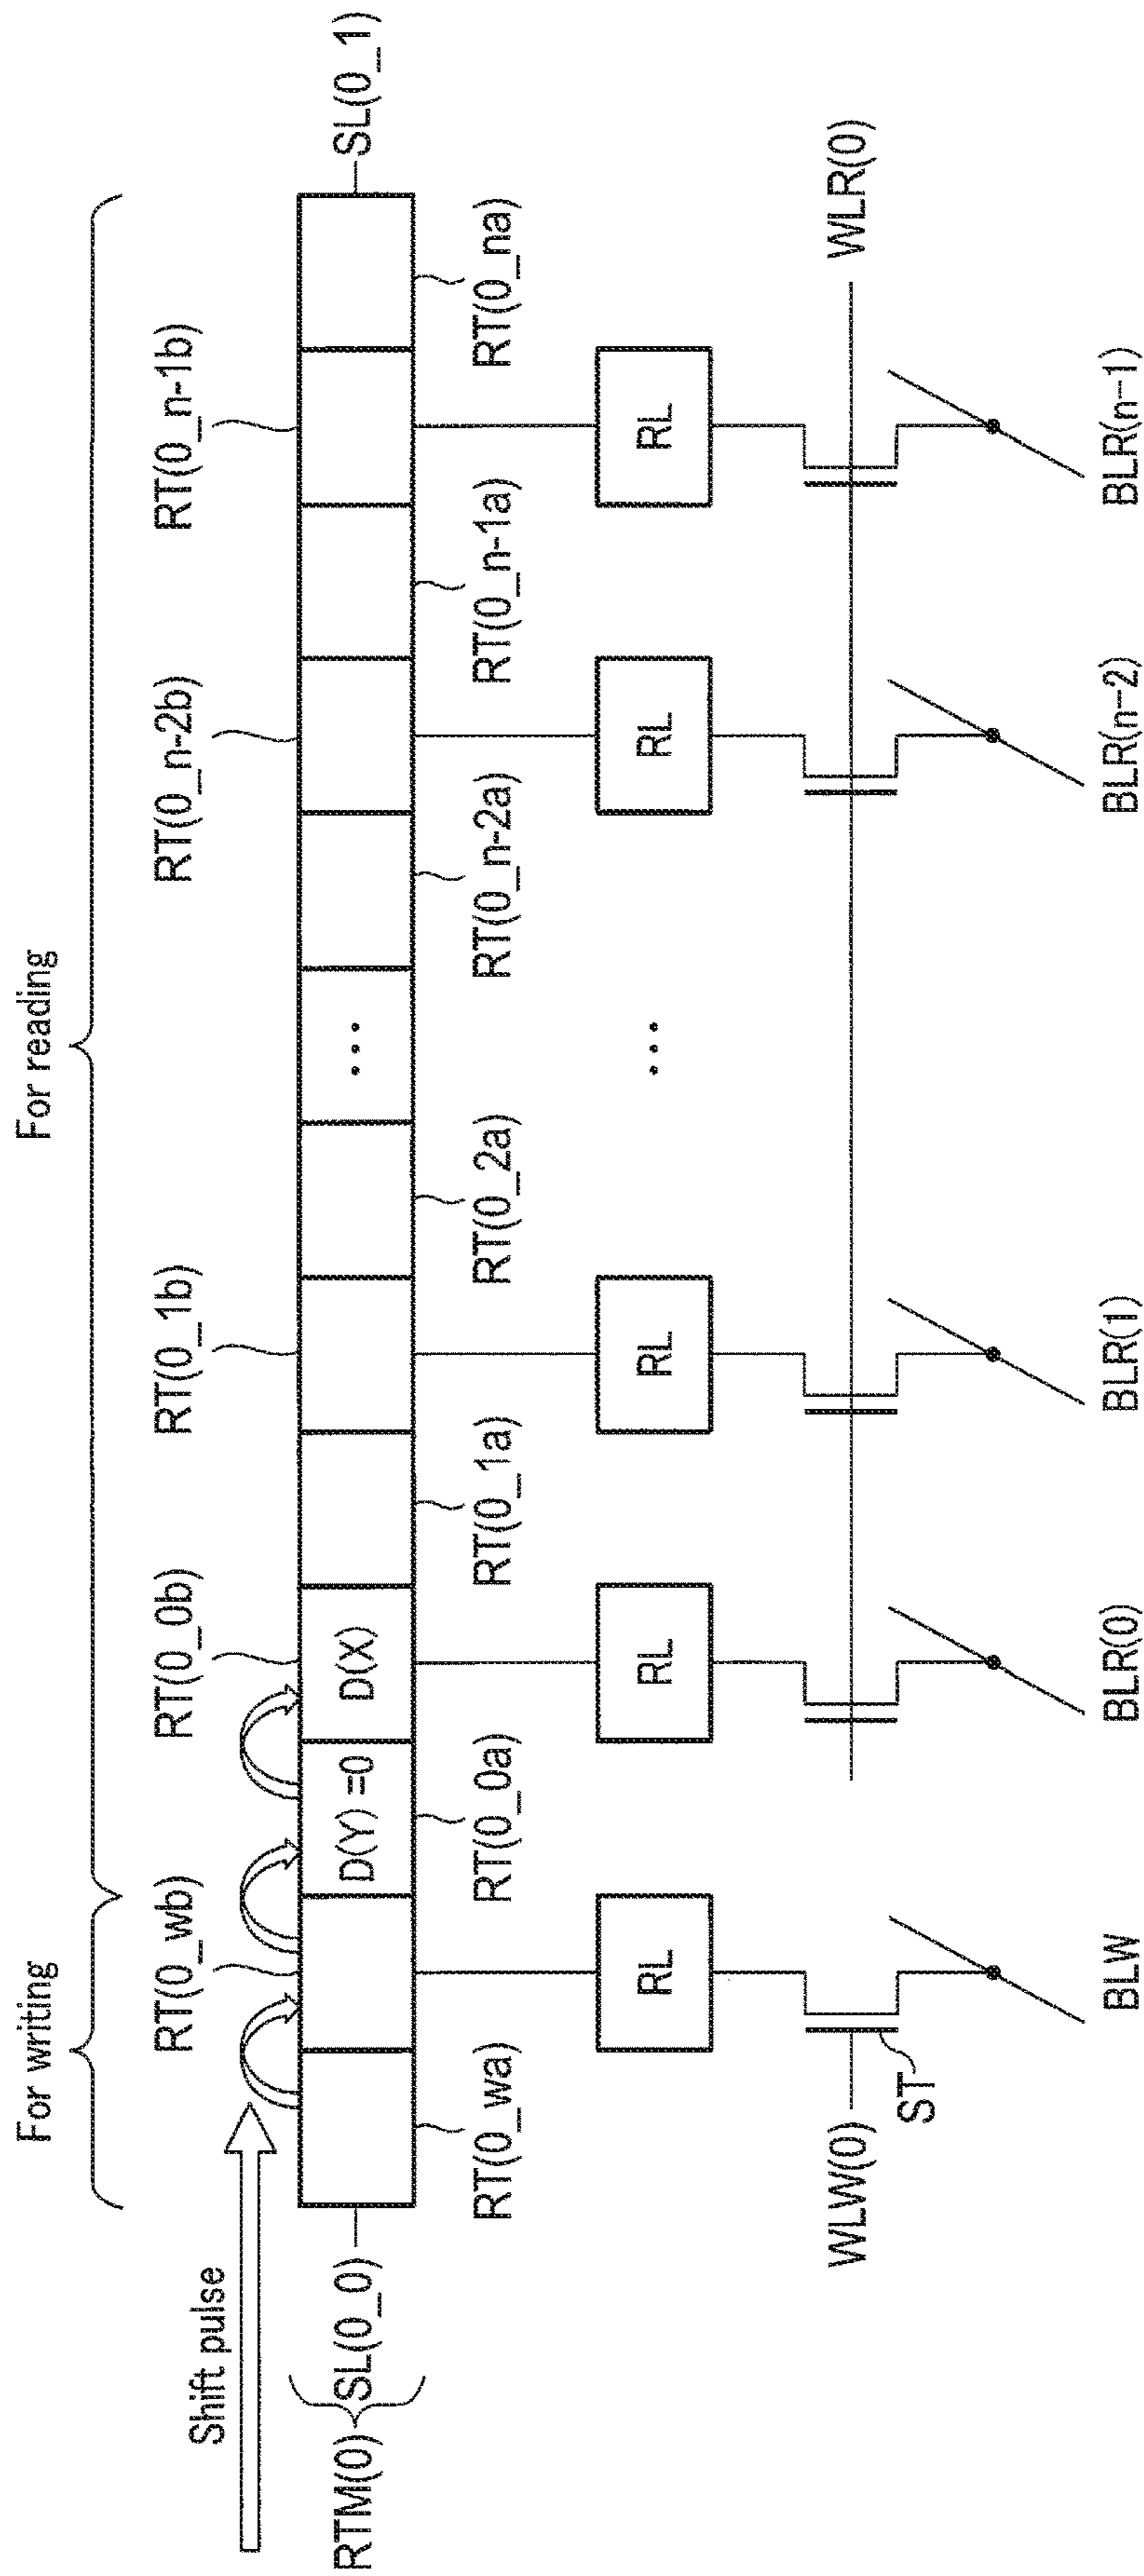 For writing
For reading
Shift pulse
RT(0_wb)
RT(0_0b)
RT(0_1b)
RT(0_n-2b)
RT(0_n-1b)
RTM(0)
SL(0_0)
D(Y) =0
D(X)
...
SL(0_1)
RT(0_wa)
RT(0_0a)
RT(0_1a)
RT(0_2a)
RT(0_n-2a)
RT(0_n-1a)
RT(0_na)
RL
RL
RL
...
RL
RL
WLW(0)
WLR(0)
ST
BLW
BLR(0)
BLR(1)
BLR(n-2)
BLR(n-1)